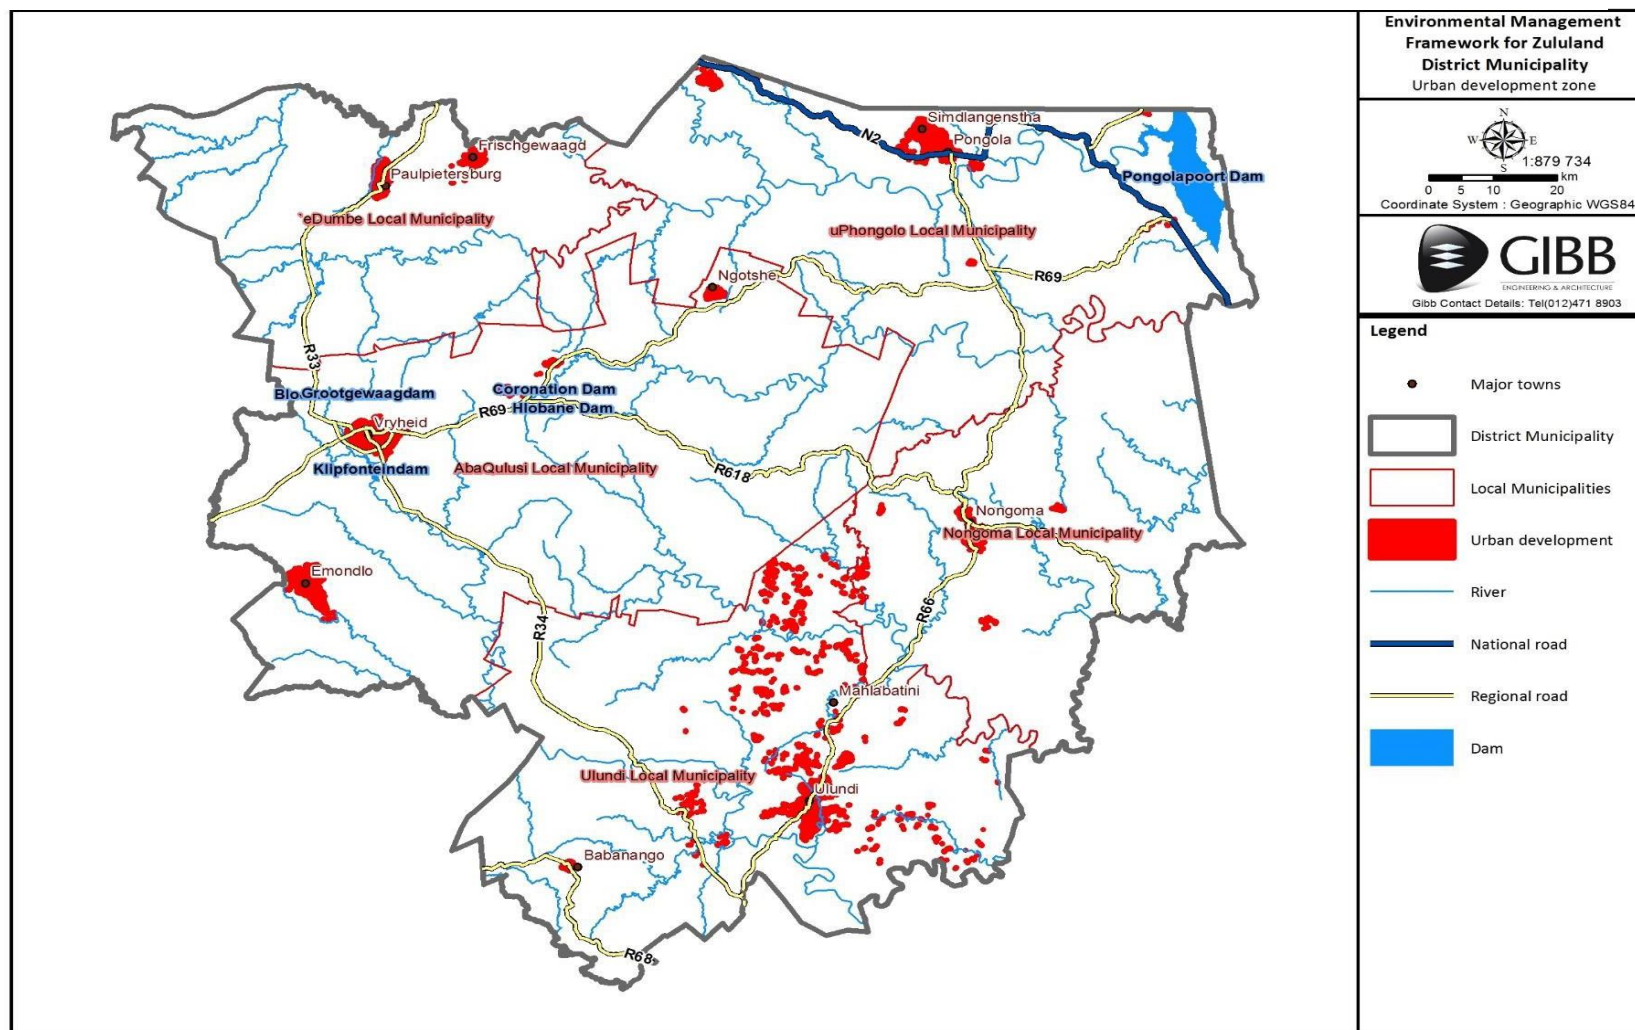 Environmental Management
Framework for Zululand
District Municipality
Urban development zone
N
W
E
S
1:879 734
km
0 5 10 20
Coordinate System : Geographic WGS84
GIBB
ENGINEERING & ARCHITECTURE
Gibb Contact Details: Tel(012)471 8903
Legend
Major towns
District Municipality
Local Municipalities
Urban development
River
National road
Regional road
Dam
Simdlangenstha
N2
Pongola
Frischgewaagd
Paulpietersburg
Pongolapoort Dam
eDumbe Local Municipality
uPhongolo Local Municipality
Ngotshe
R69
R33
Coronation Dam
Blo
Grootgewaagdam
Hlobane Dam
R69
Vryheid
Klipfonteindam
AbaQulusi Local Municipality
R618
Nongoma
Nongoma Local Municipality
Emondlo
R34
R66
Mahlabatini
Ulundi Local Municipality
Ulundi
Babanango
R68